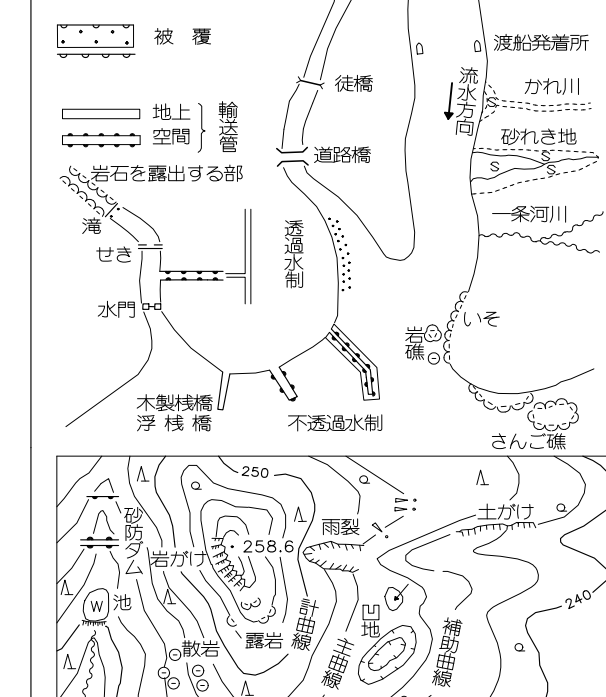 被覆
渡船発着所
徒橋
流水方向
かれ川
地上
空間
輸送管
砂れき地
道路橋
岩石を露出する部
滝
透過水制
一条河川
せき
水門
いそ
岩礁
木製桟橋
浮桟橋
不透過水制
さんご礁
250
砂防ダム
雨裂
土がけ
岩がけ
258.6
池
W
計曲線
凹地
240
散岩
露岩
主曲線
補助曲線